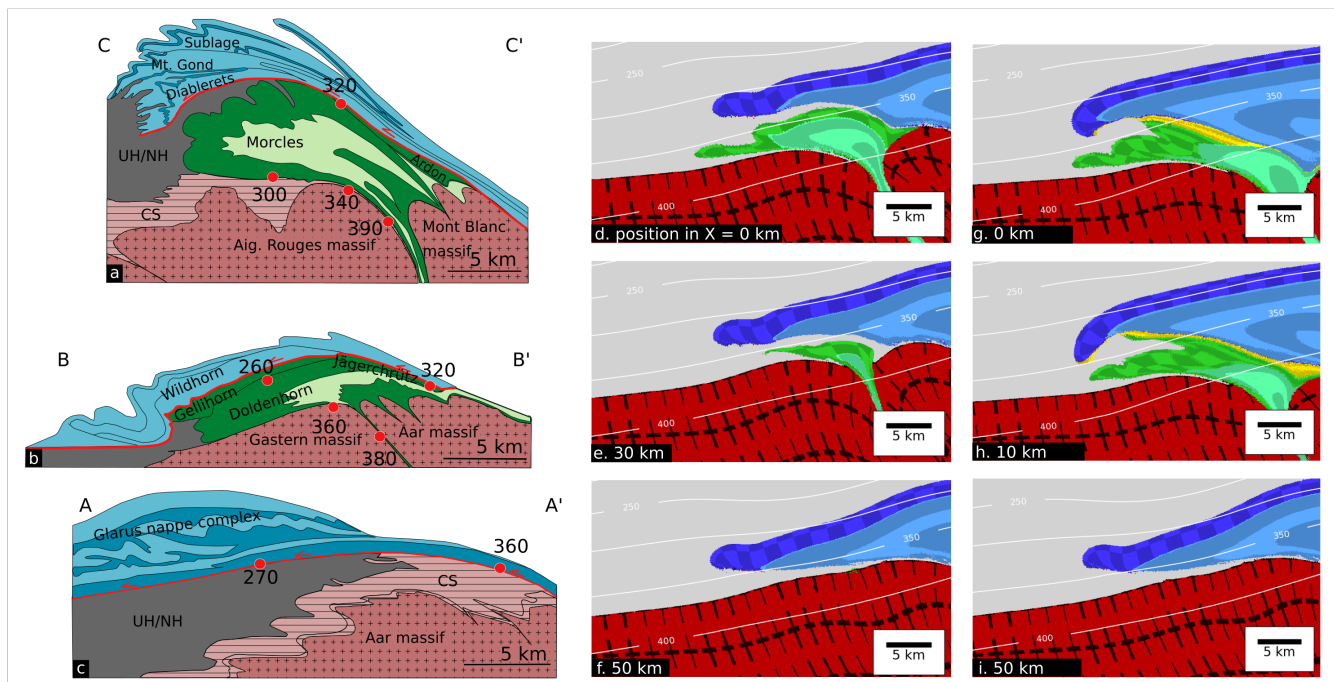 C
C'
Sublage
Mt. Gond
Diablerets
320
UH/NH
Morcles
Ardon
300
CS
340
390
Aig. Rouges massif
Mont Blanc
massif
5 km
a
B
B'
Wildhorn
260
Jägerchrütz
320
Gellihorn
Doldenhorn
360
Gastern massif
Aar massif
380
5 km
b
A
A'
Glarus nappe complex
270
360
CS
UH/NH
Aar massif
5 km
c
250
350
400
5 km
d. position in X = 0 km
250
350
400
5 km
e. 30 km
250
350
400
5 km
f. 50 km
250
350
400
5 km
g. 0 km
250
350
400
5 km
h. 10 km
250
350
400
5 km
i. 50 km